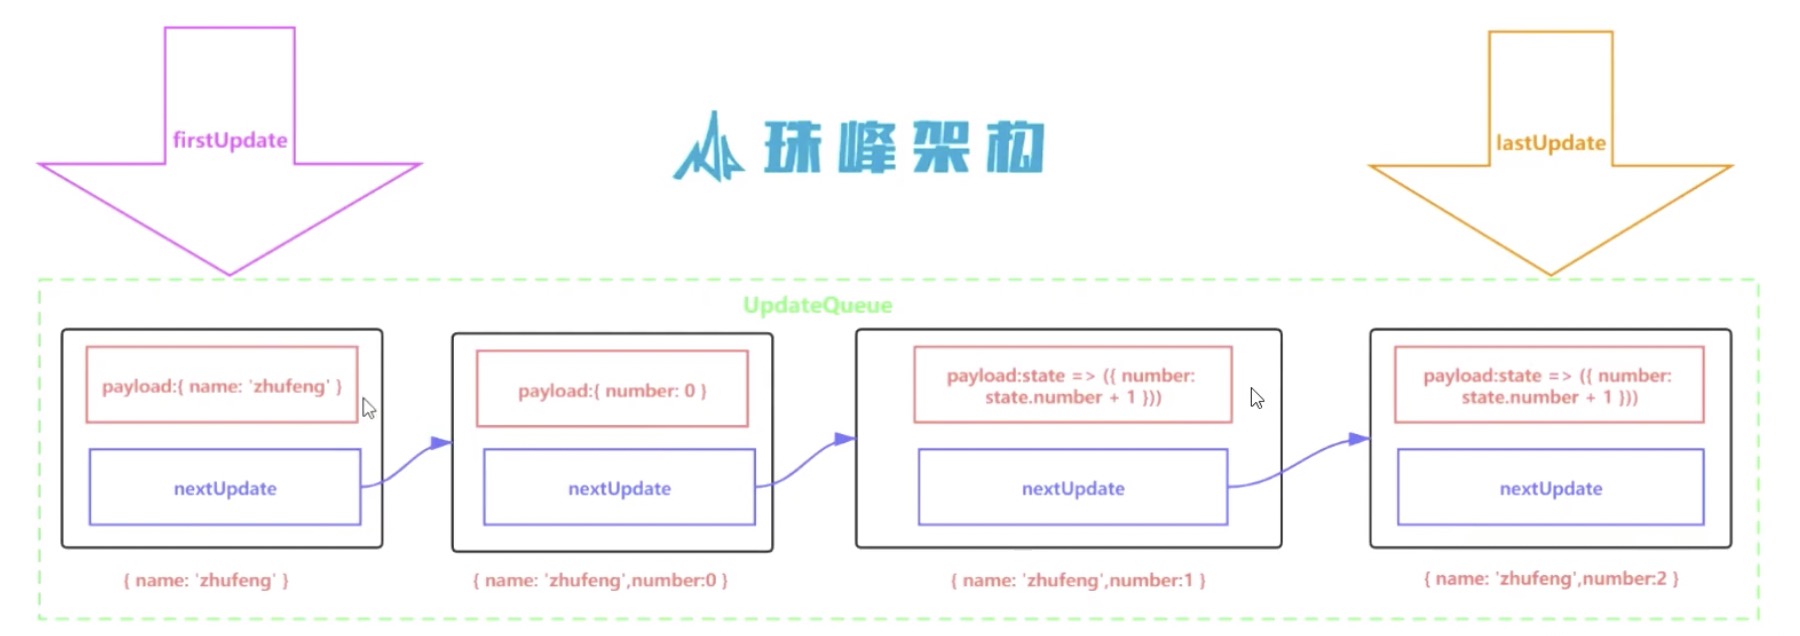 firstUpdate
珠峰架构
lastUpdate
UpdateQueue
payload:{ name: 'zhufeng' }
nextUpdate
{ name: 'zhufeng' }
payload:{ number: 0 }
nextUpdate
{ name: 'zhufeng',number:0 }
payload:state => ({ number:
state.number + 1 }))
nextUpdate
{ name: 'zhufeng',number:1 }
payload:state => ({ number:
state.number + 1 }))
nextUpdate
{ name: 'zhufeng',number:2 }